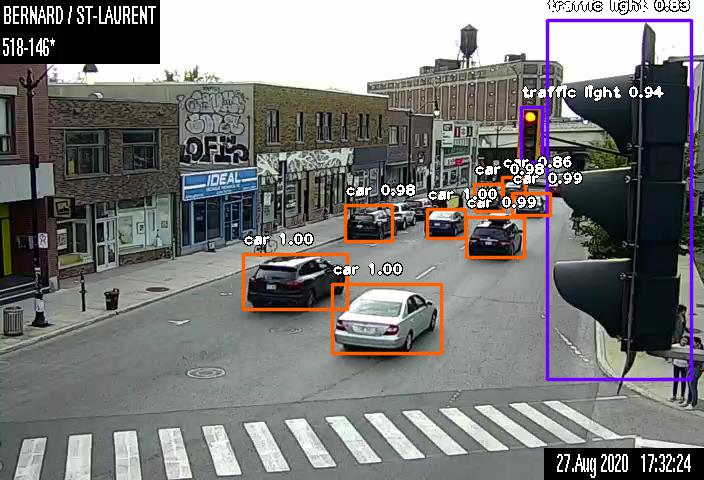 BERNARD / ST-LAURENT
518-146*
traffic light 0.83
traffic light 0.94
car 0.86
car 0.98
car 0.99
car 0.98
car 1.00
car 0.99
IDEAL
car 1.00
car 1.00
27.Aug 2020 17:32:24